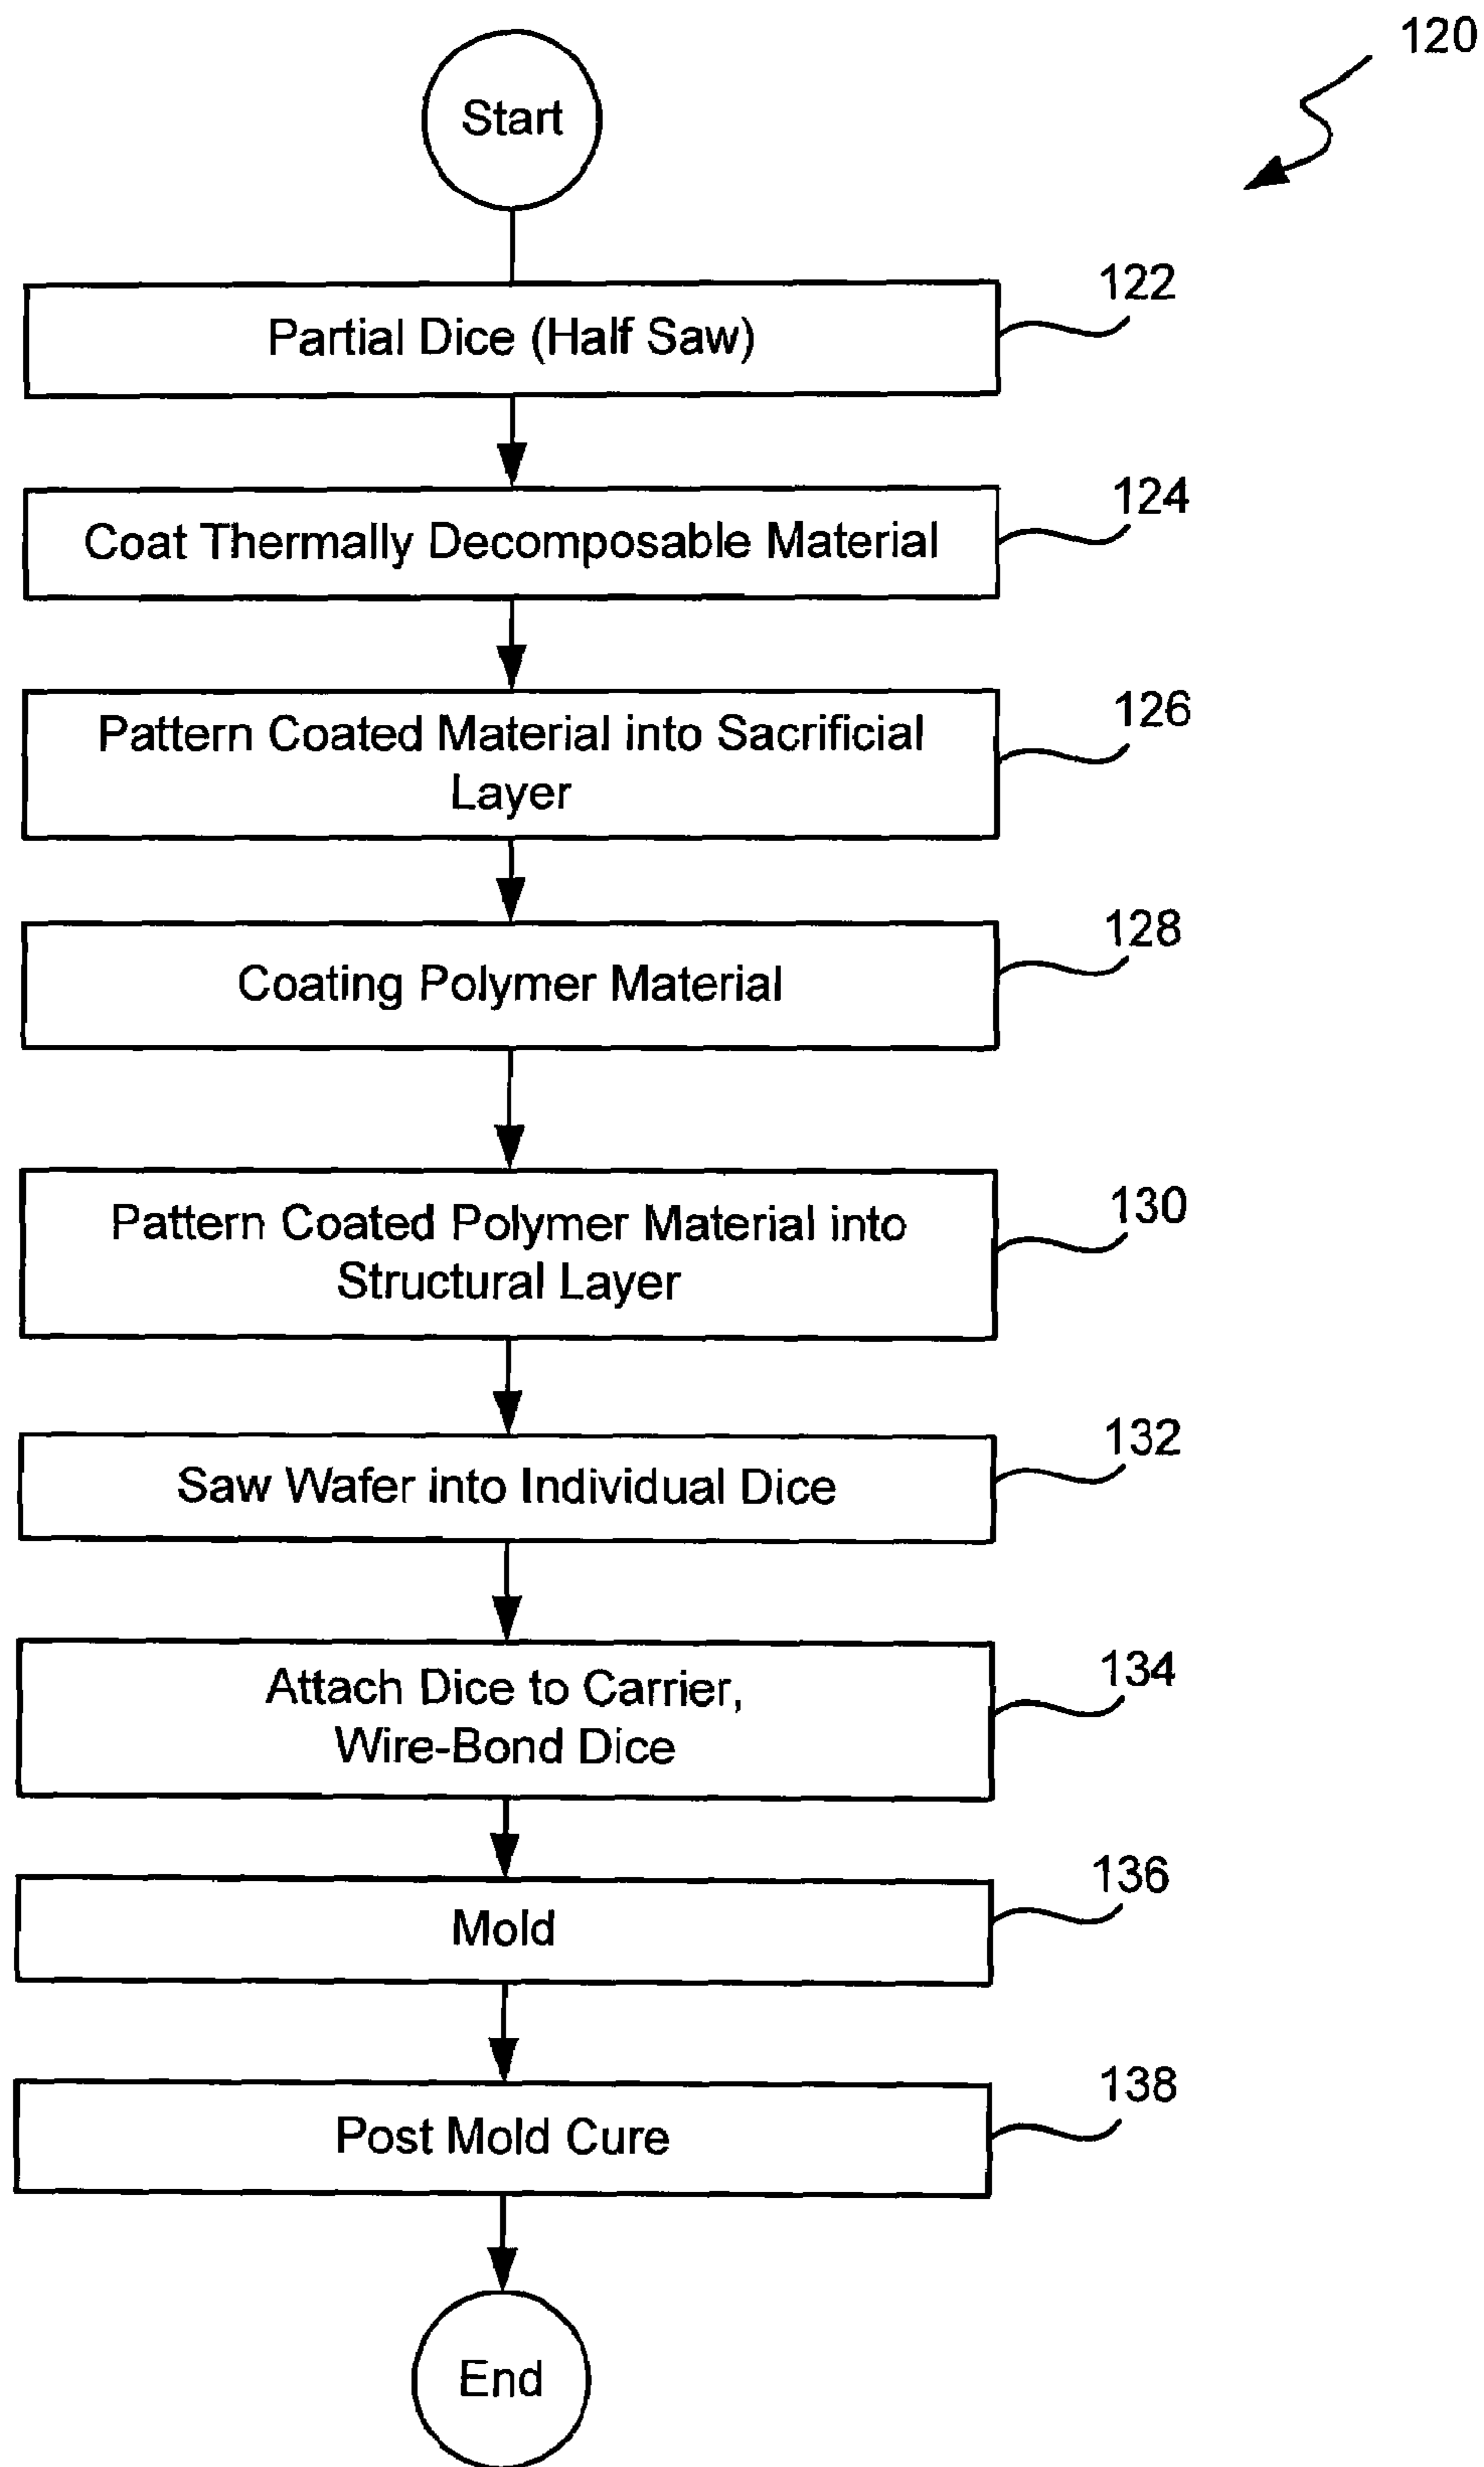 120
Start
122
Partial Dice (Half Saw)
124
Coat Thermally Decomposable Material
126
Pattern Coated Material into Sacrificial
Layer
128
Coating Polymer Material
130
Pattern Coated Polymer Material into
Structural Layer
132
Saw Wafer into Individual Dice
134
Attach Dice to Carrier,
Wire-Bond Dice
136
Mold
138
Post Mold Cure
End